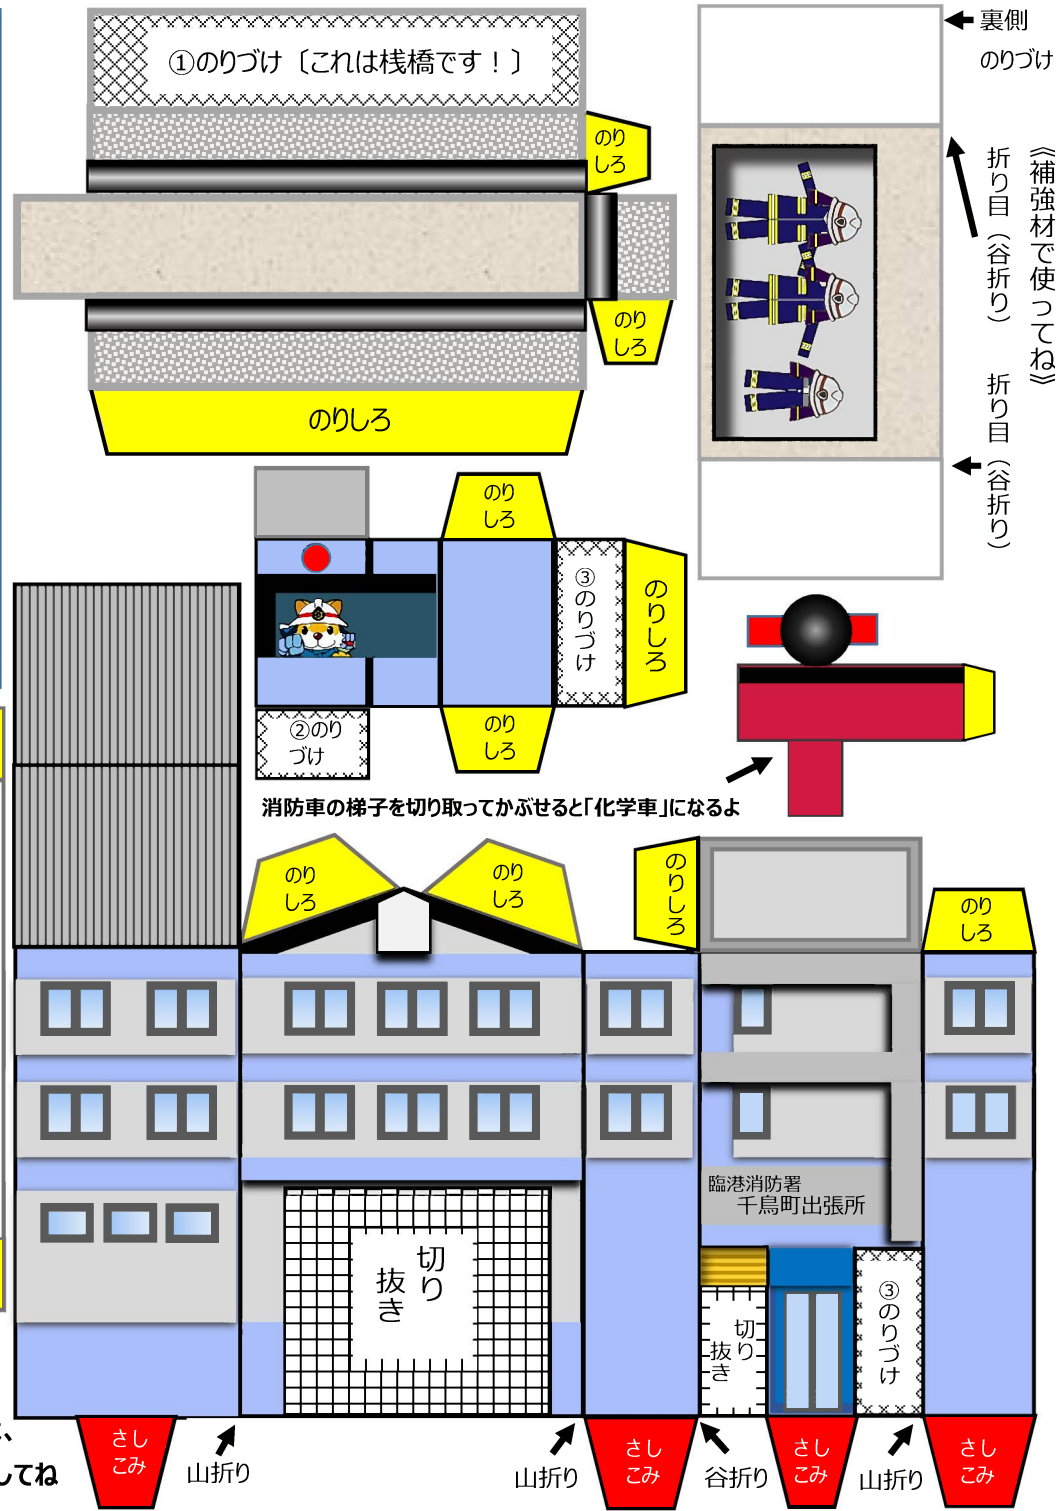 ①のりづけ〔これは桟橋です！〕
のり
しろ
のり
しろ
のりしろ
裏側
のりづけ
《補強材で使ってね》
折り目（谷折り）
折り目（谷折り）
のり
しろ
③のりづけ
のりしろ
②のり
づけ
のり
しろ
消防車の梯子を切り取ってかぶせると「化学車」になるよ
のり
しろ
のり
しろ
のりしろ
のり
しろ
臨港消防署
千鳥町出張所
切り
抜き
切り
抜き
③のりづけ
さし
こみ
山折り
山折り
さし
こみ
谷折り
さし
こみ
山折り
さし
こみ
、
してね